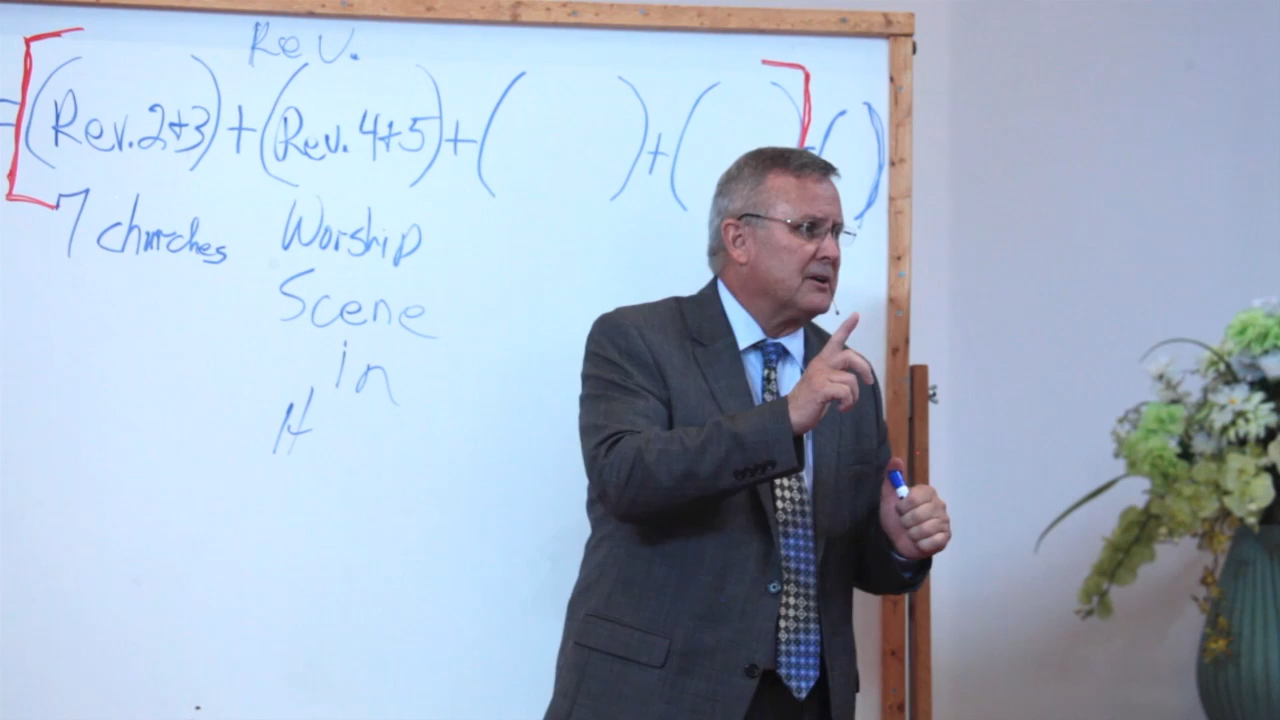 Rev.
= [(Rev. 2+3) + (Rev. 4+5) + ( ) + ( )] + ( )
7 churches Worship
Scene
in
H